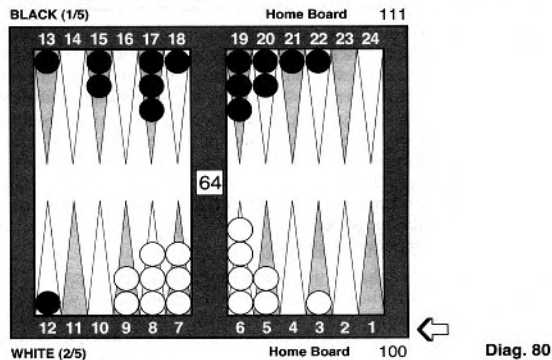 BLACK (1/5) Home Board 111
13 14 15 16 17 18 19 20 21 22 23 24
64
12 11 10 9 8 7 6 5 4 3 2 1
WHITE (2/5) Home Board 100 Diag. 80